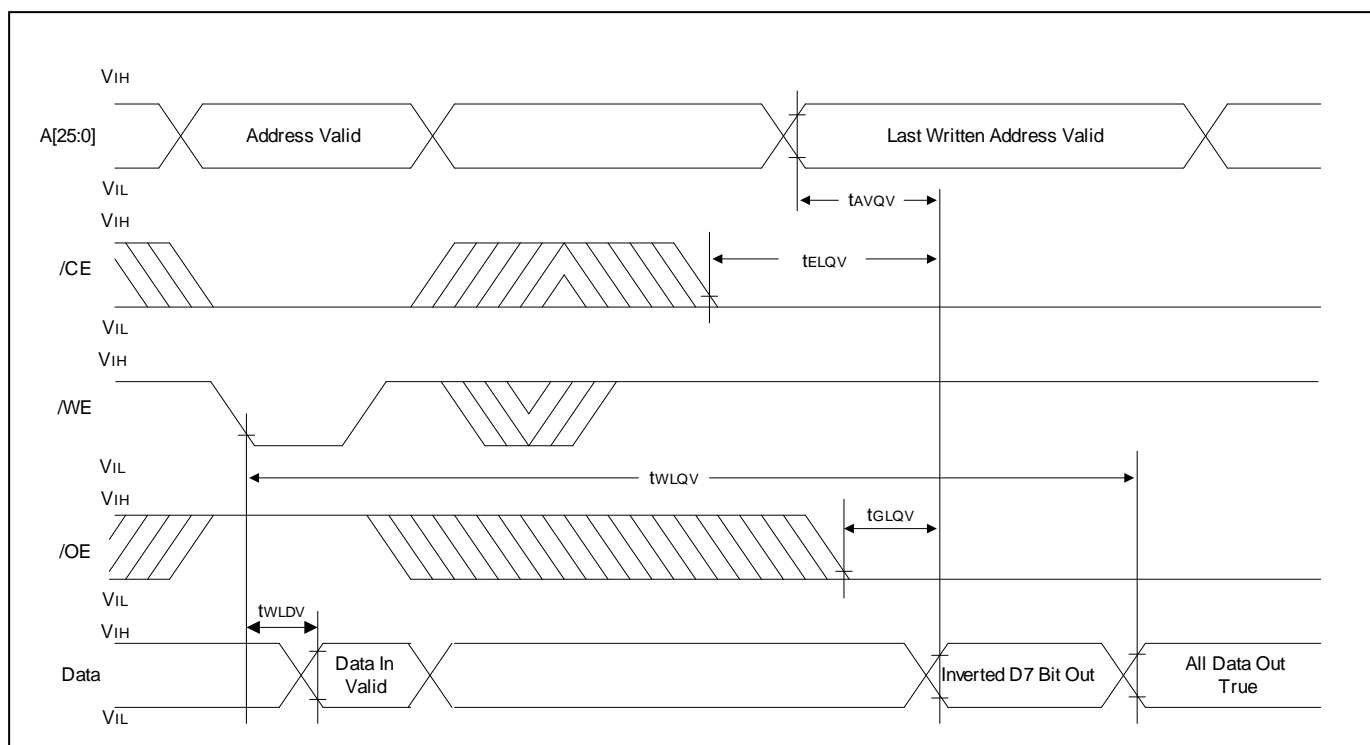 VIH
A[25:0]
Address Valid
Last Written Address Valid
VIL
tAVQV
VIH
/CE
tELQV
VIL
VIH
/WE
VIL
tWLQV
VIH
tGLQV
/OE
VIL
tWLDV
VIH
Data
Data In
Valid
Inverted D7 Bit Out
All Data Out
True
VIL